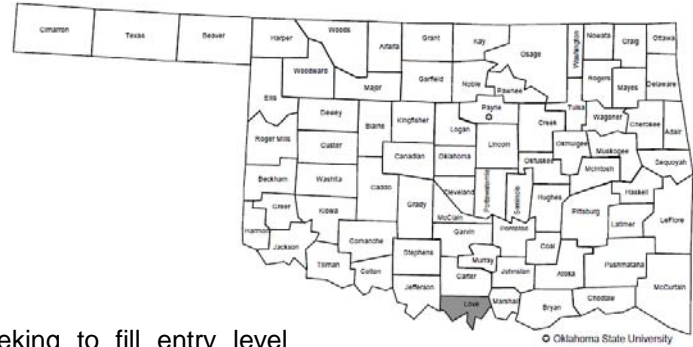 Cimarron Texas Beaver Harper Woods Alfalfa Grant Kay Osage Washington Nowata Craig Ottawa
Woodward Major Garfield Noble Pawnee Rogers Mayes Delaware
Ellis Dewey Blaine Kingfisher Logan Payne Creek Tulsa Wagoner Cherokee Adair
Roger Mills Custer Canadian Oklahoma Lincoln Okfuskee Okmulgee Muskogee McIntosh Sequoyah
Beckham Washita Caddo Grady Cleveland Pottawatomie Seminole Hughes Pittsburg Haskell
Greer Kiowa McClain Garvin Pontotoc Coal Latimer LeFlore
Harmon Jackson Comanche Stephens Murray Johnston Atoka Pushmataha McCurtain
Tillman Cotton Jefferson Carter Love Marshall Bryan Choctaw
eking to fill entry level
✪ Oklahoma State University